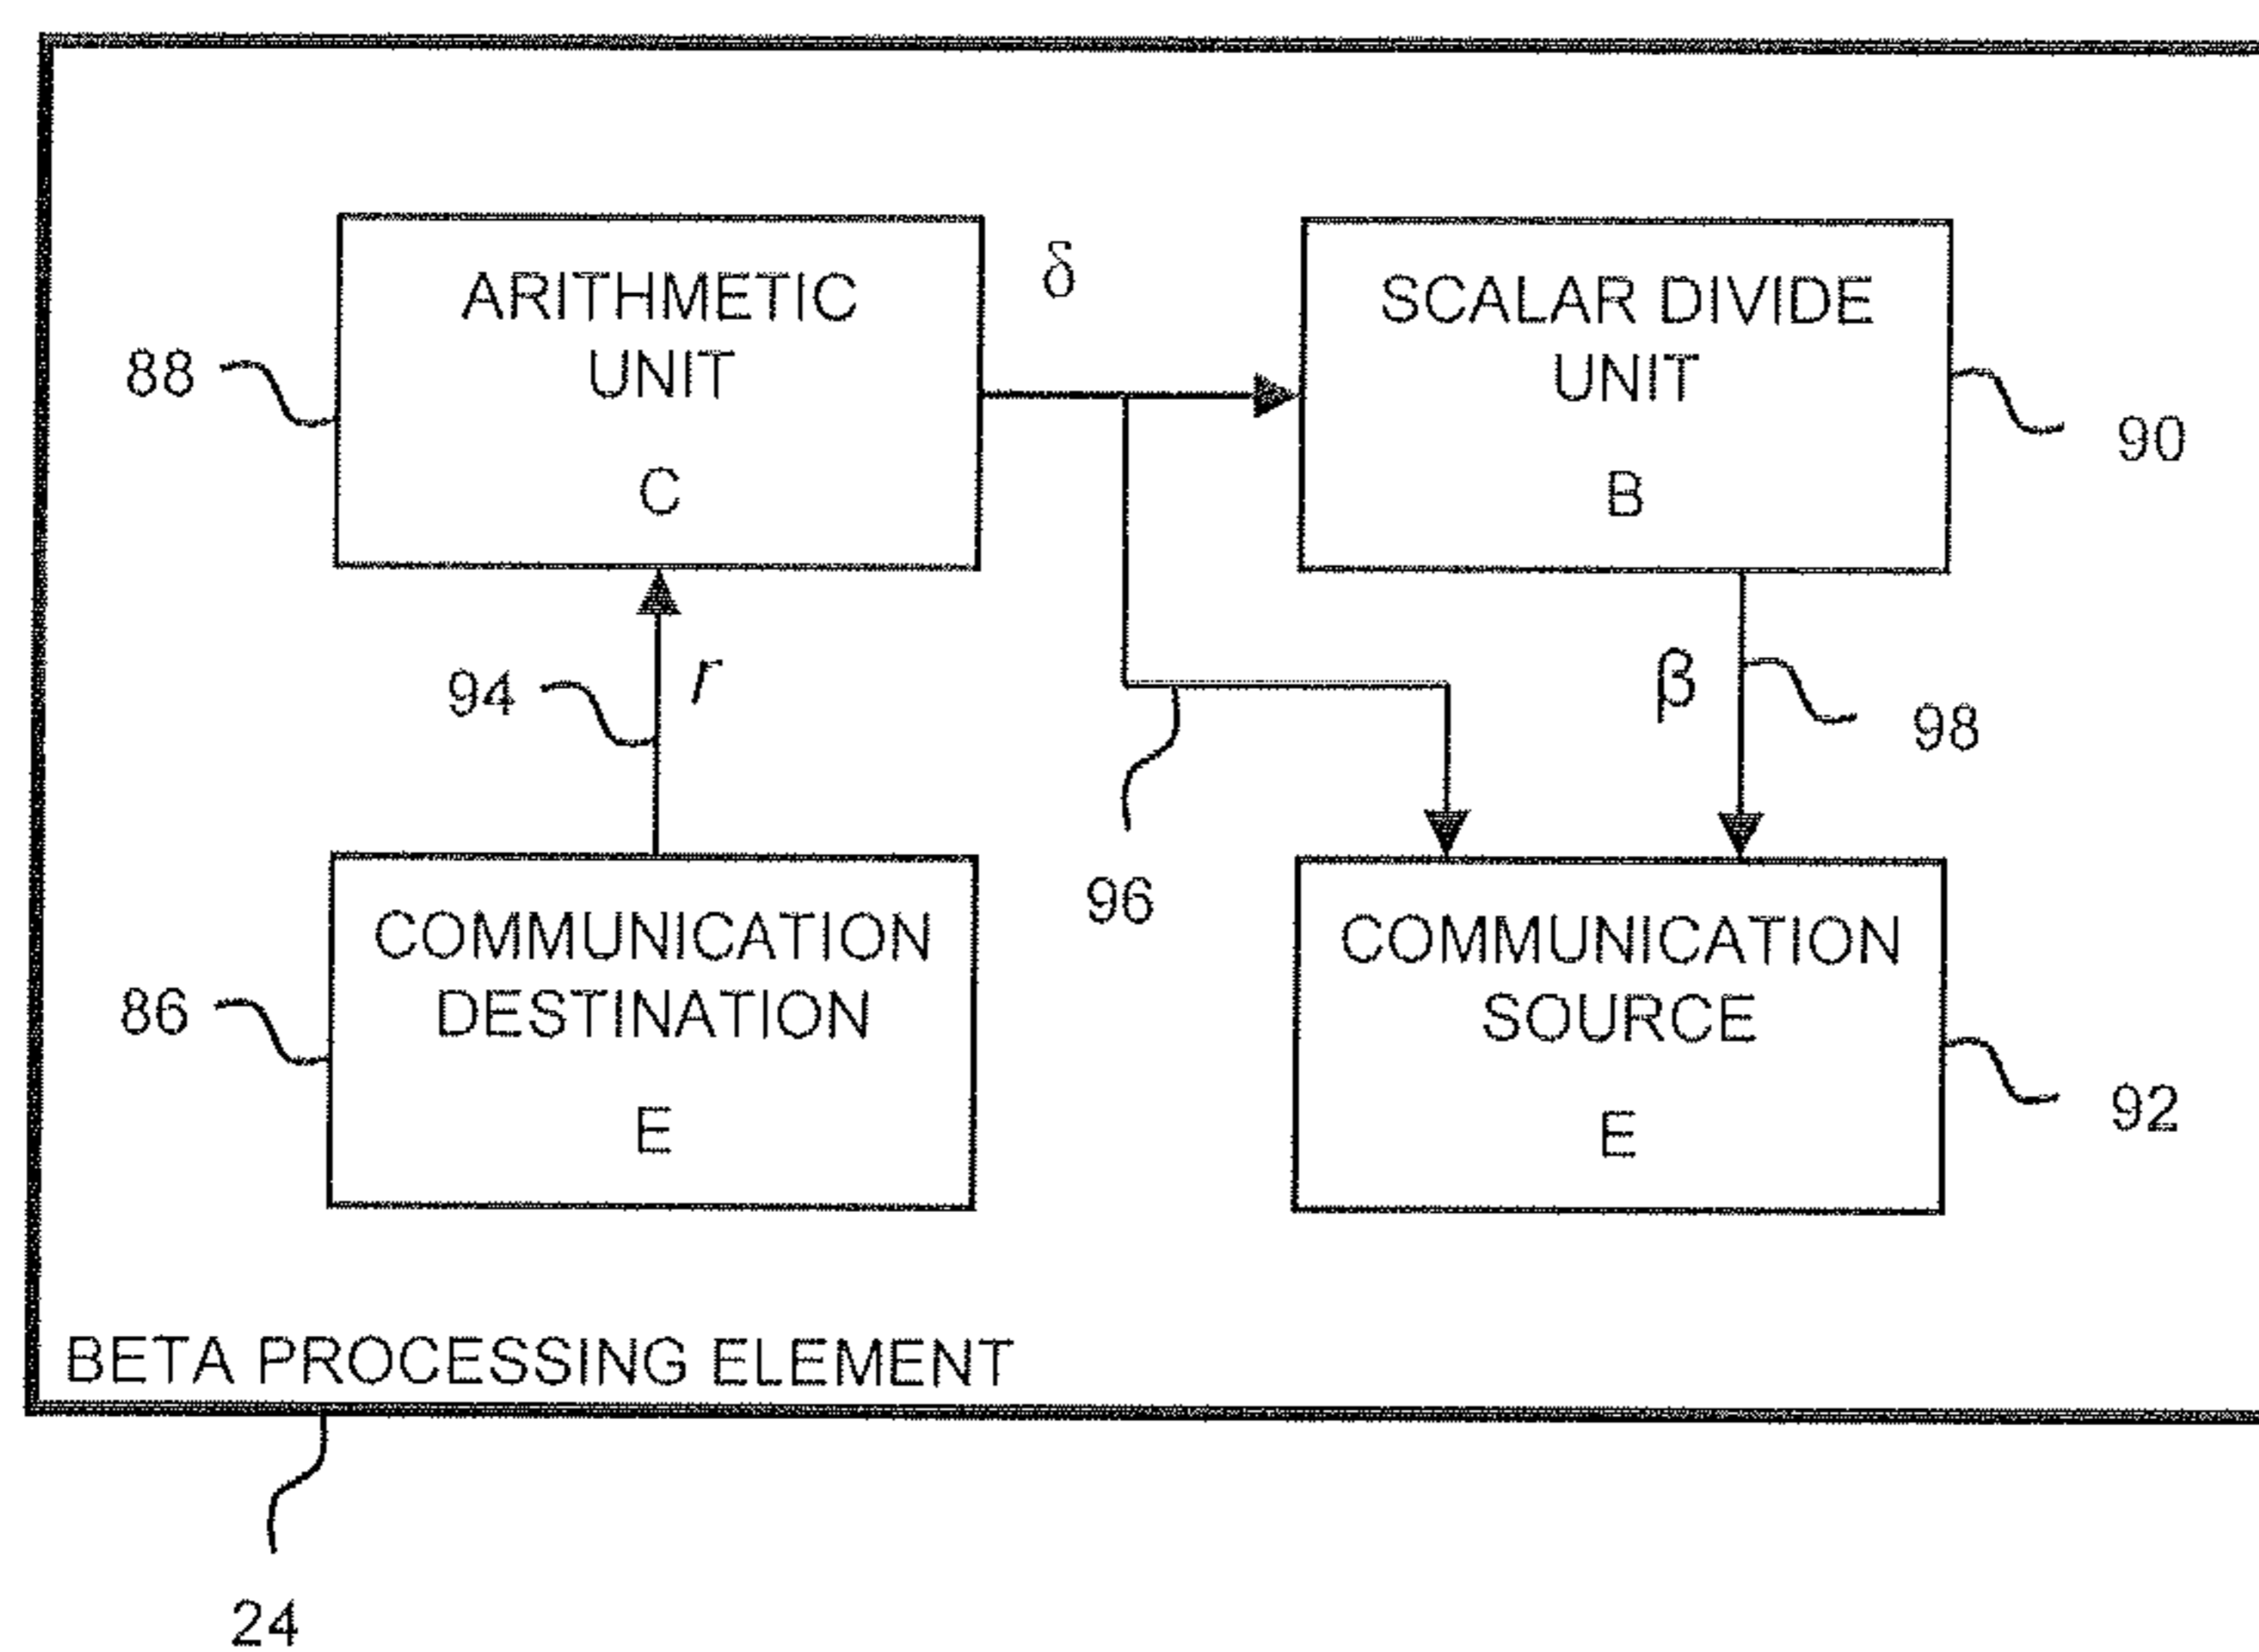 ARITHMETIC
UNIT
C
88
δ
SCALAR DIVIDE
UNIT
B
90
94
r
β
98
96
COMMUNICATION
DESTINATION
E
86
COMMUNICATION
SOURCE
E
92
BETA PROCESSING ELEMENT
24